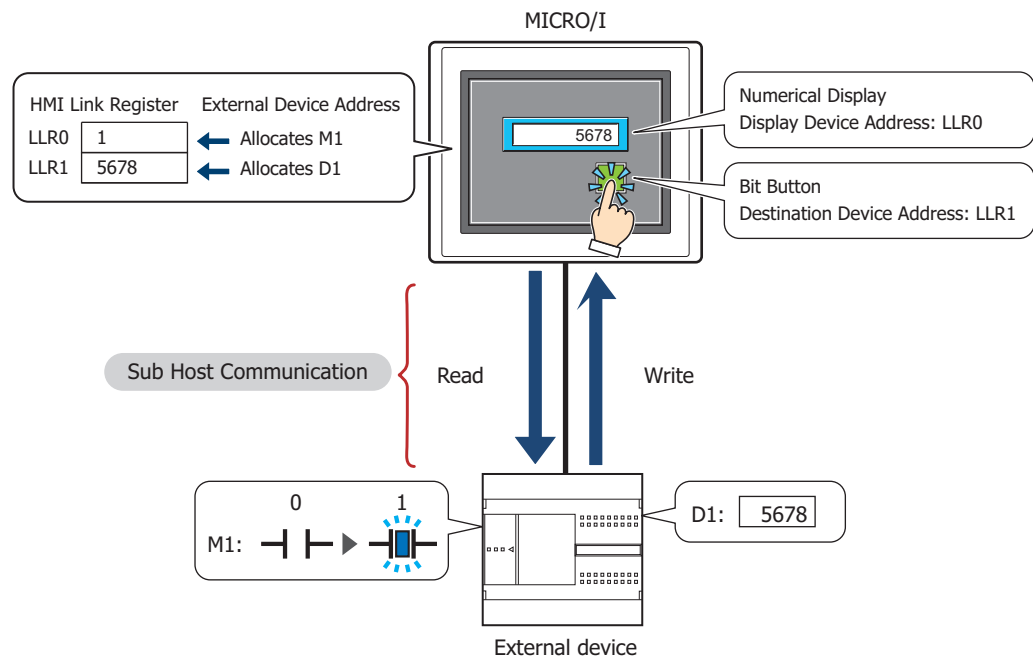 MICRO/I
HMI Link Register External Device Address
LLR0 1 Allocates M1
LLR1 5678 Allocates D1
5678
Numerical Display
Display Device Address: LLR0
Bit Button
Destination Device Address: LLR1
Sub Host Communication
Read
Write
0 1
M1:
D1: 5678
External device